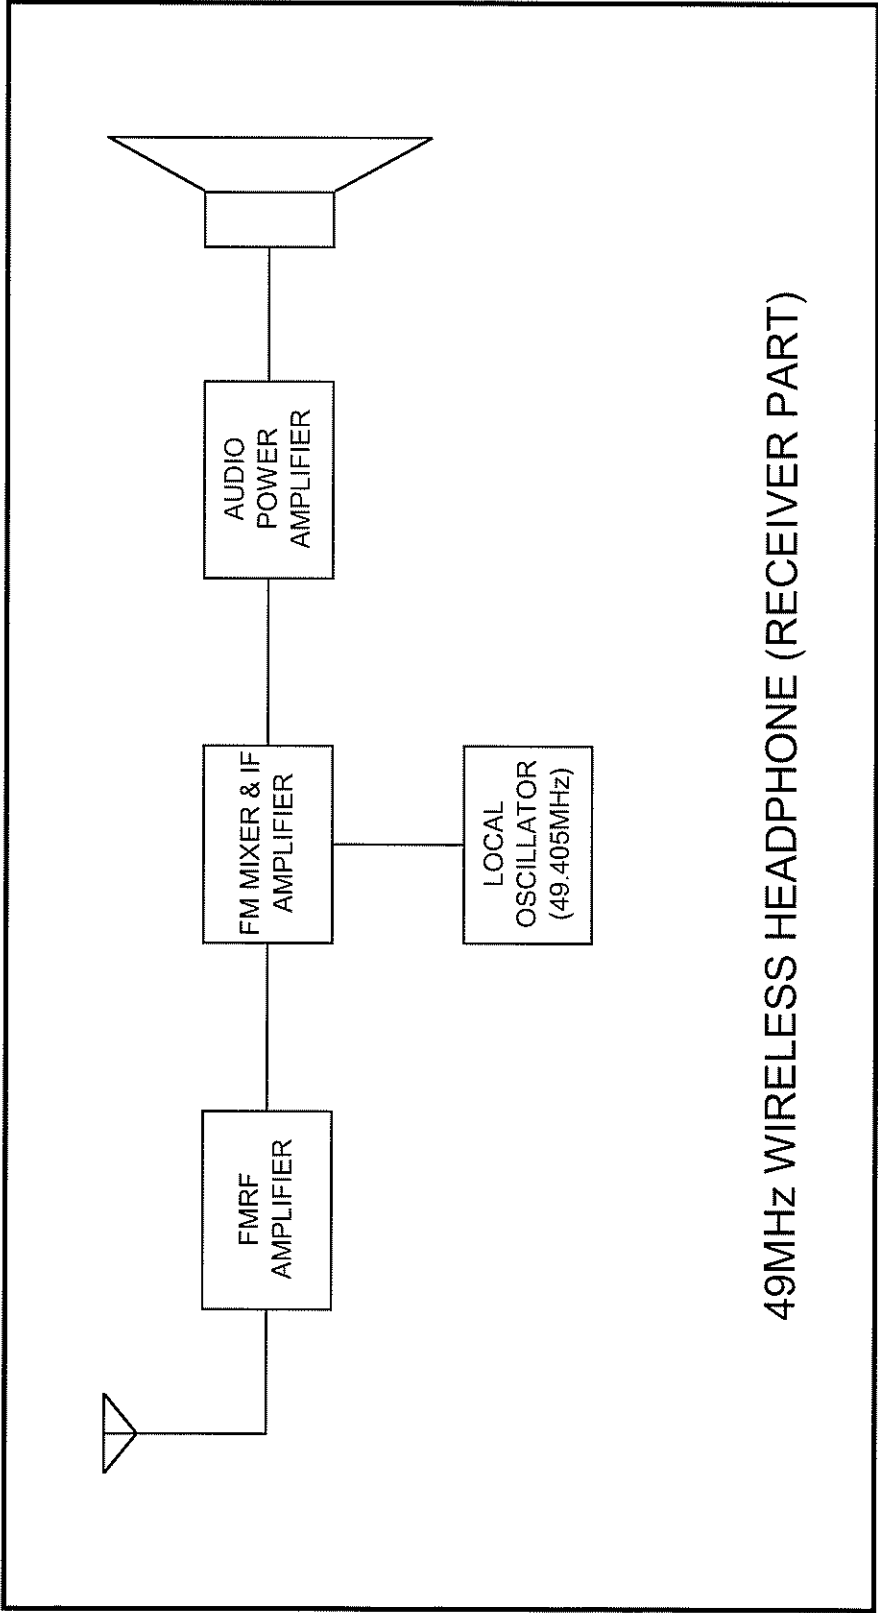 FMRF
AMPLIFIER
FM MIXER & IF
AMPLIFIER
AUDIO
POWER
AMPLIFIER
LOCAL
OSCILLATOR
(49.405MHz)
49MHz WIRELESS HEADPHONE (RECEIVER PART)